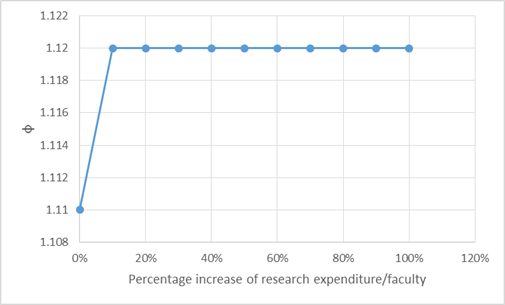 1.122
1.12
1.118
1.116
1.114
1.112
1.11
1.108
ϕ
0% 20% 40% 60% 80% 100% 120%
Percentage increase of research expenditure/faculty